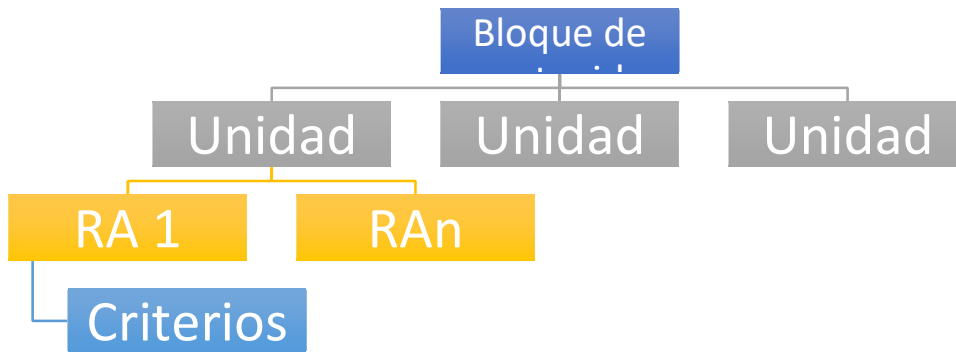 Bloque de
Unidad
Unidad
Unidad
RA 1
RAn
Criterios